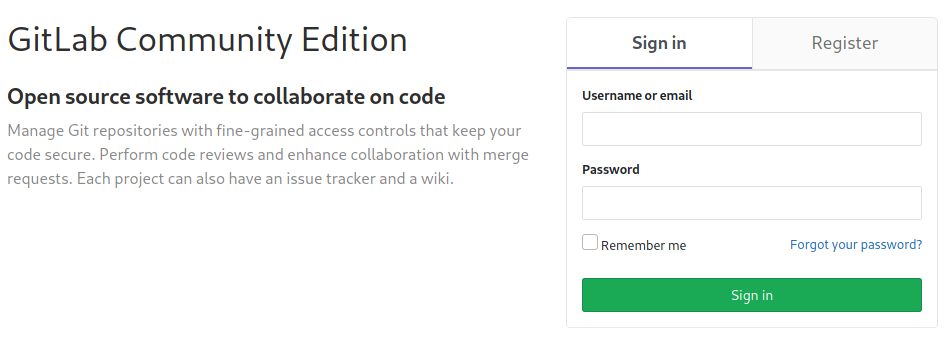 GitLab Community Edition
Open source software to collaborate on code
Manage Git repositories with fine-grained access controls that keep your
code secure. Perform code reviews and enhance collaboration with merge
requests. Each project can also have an issue tracker and a wiki.
Sign in
Register
Username or email
Password
Remember me
Forgot your password?
Sign in